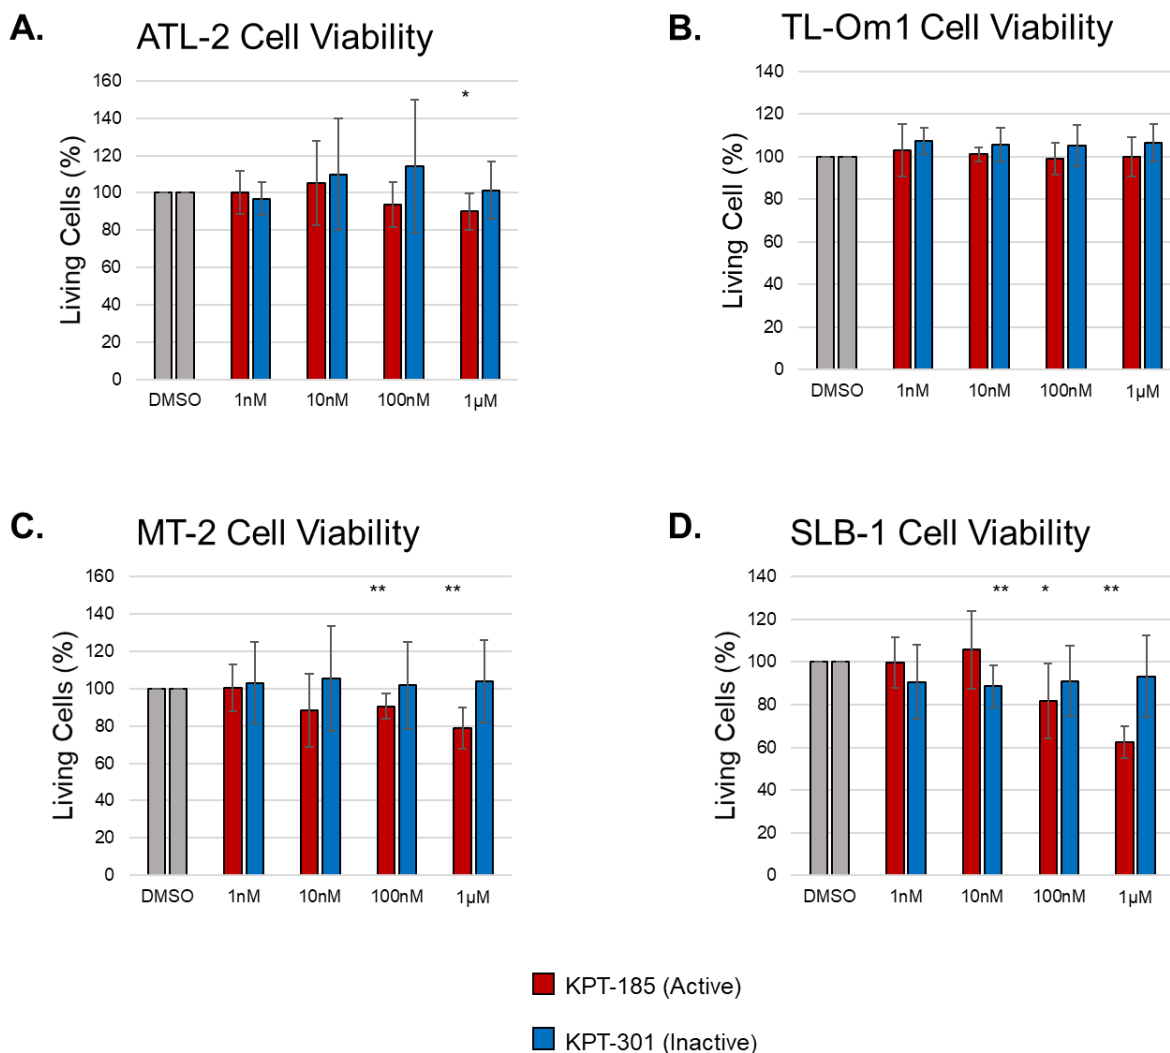 A.
ATL-2 Cell Viability
Living Cells (%)
160
140
120
100
80
60
40
20
0
*
DMSO 1nM 10nM 100nM 1µM
B.
TL-Om1 Cell Viability
Living Cell (%)
140
120
100
80
60
40
20
0
DMSO 1nM 10nM 100nM 1µM
C.
MT-2 Cell Viability
Living Cells (%)
160
140
120
100
80
60
40
20
0
** **
DMSO 1nM 10nM 100nM 1µM
D.
SLB-1 Cell Viability
Living Cells (%)
140
120
100
80
60
40
20
0
** * **
DMSO 1nM 10nM 100nM 1µM
KPT-185 (Active)
KPT-301 (Inactive)